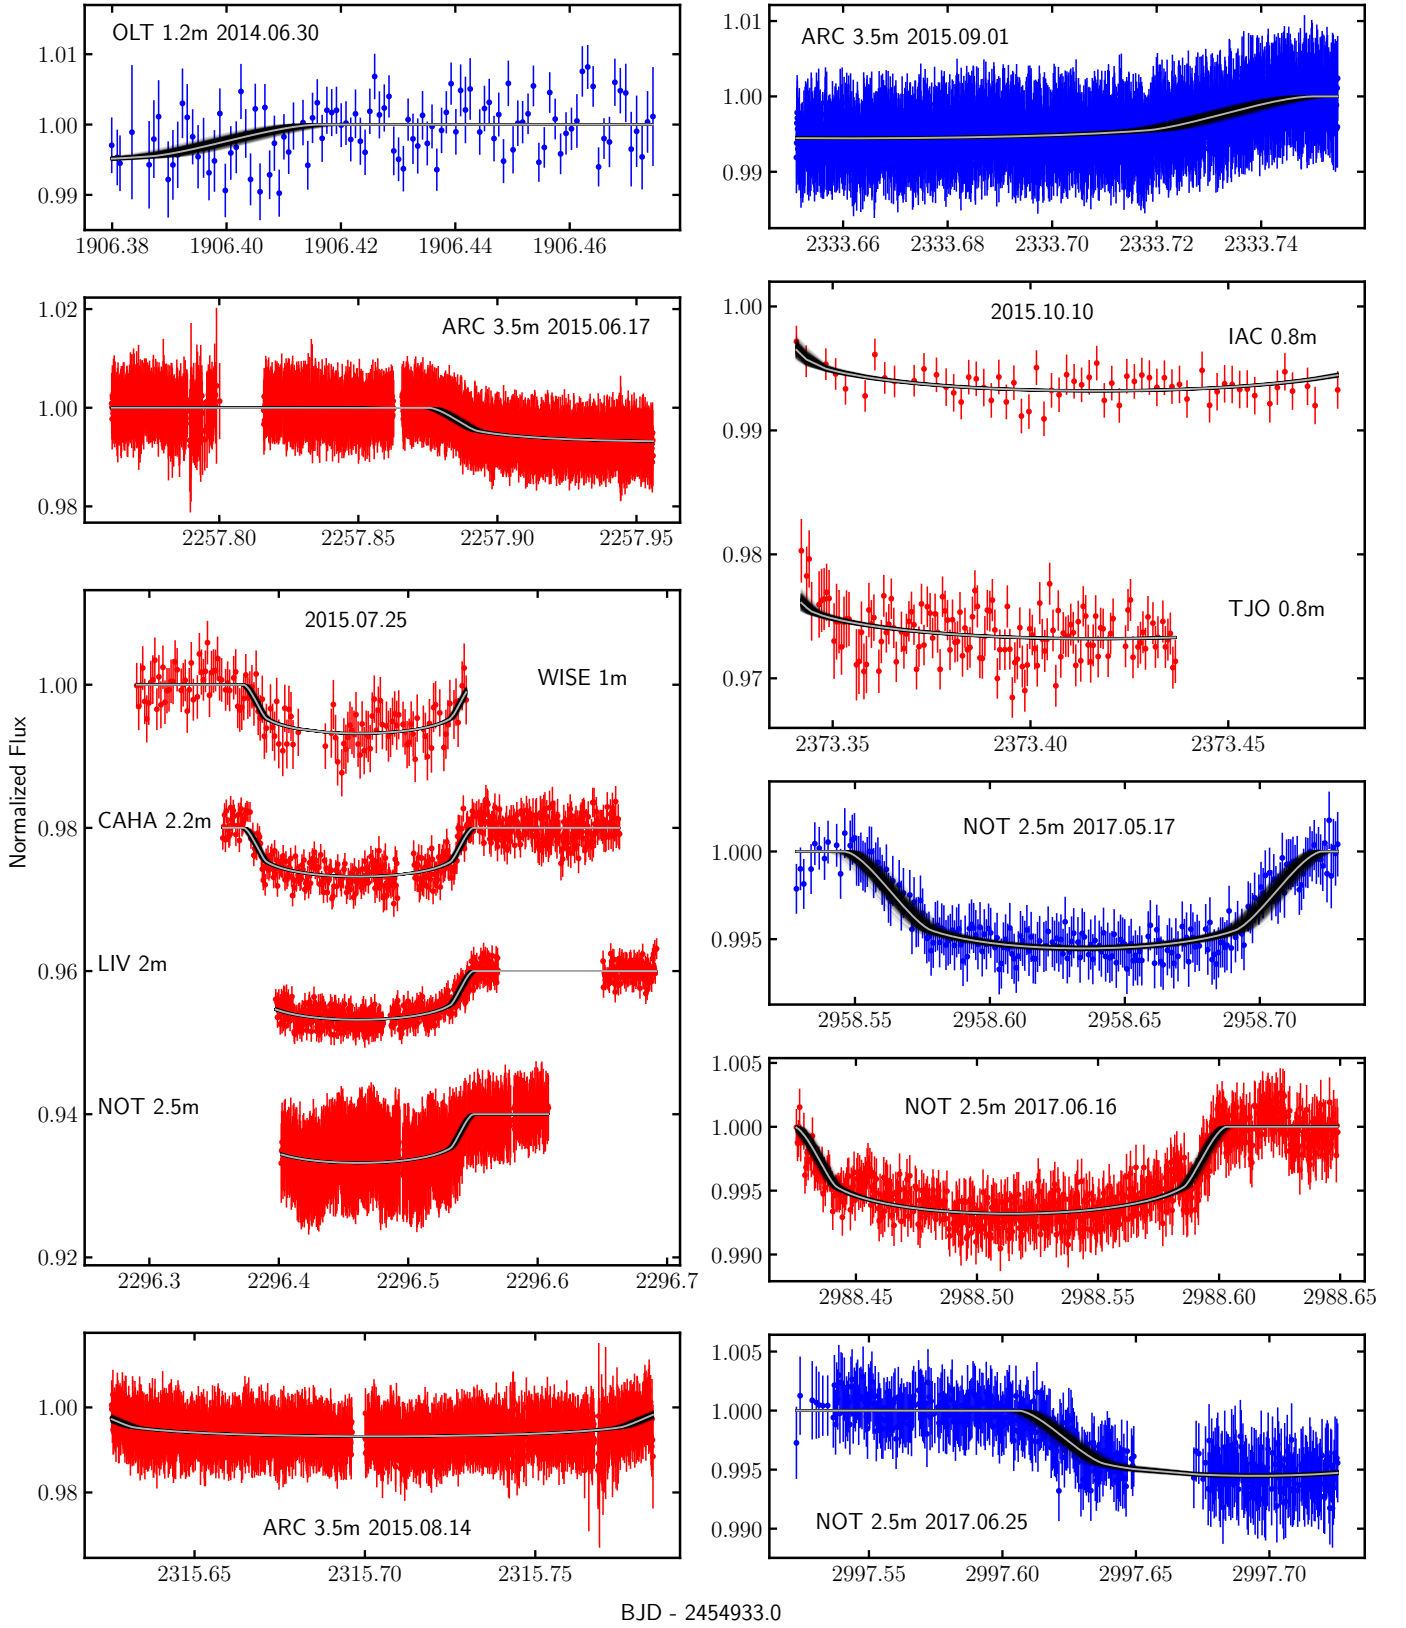 OLT 1.2m 2014.06.30
1.01
1.00
0.99
1906.38 1906.40 1906.42 1906.44 1906.46
ARC 3.5m 2015.09.01
1.01
1.00
0.99
2333.66 2333.68 2333.70 2333.72 2333.74
ARC 3.5m 2015.06.17
1.02
1.00
0.98
2257.80 2257.85 2257.90 2257.95
2015.10.10
IAC 0.8m
TJO 0.8m
1.00
0.99
0.98
0.97
2373.35 2373.40 2373.45
Normalized Flux
2015.07.25
WISE 1m
CAHA 2.2m
LIV 2m
NOT 2.5m
1.00
0.98
0.96
0.94
0.92
2296.3 2296.4 2296.5 2296.6 2296.7
NOT 2.5m 2017.05.17
1.000
0.995
2958.55 2958.60 2958.65 2958.70
NOT 2.5m 2017.06.16
1.005
1.000
0.995
0.990
2988.45 2988.50 2988.55 2988.60 2988.65
ARC 3.5m 2015.08.14
1.00
0.98
2315.65 2315.70 2315.75
NOT 2.5m 2017.06.25
1.005
1.000
0.995
0.990
2997.55 2997.60 2997.65 2997.70
BJD - 2454933.0